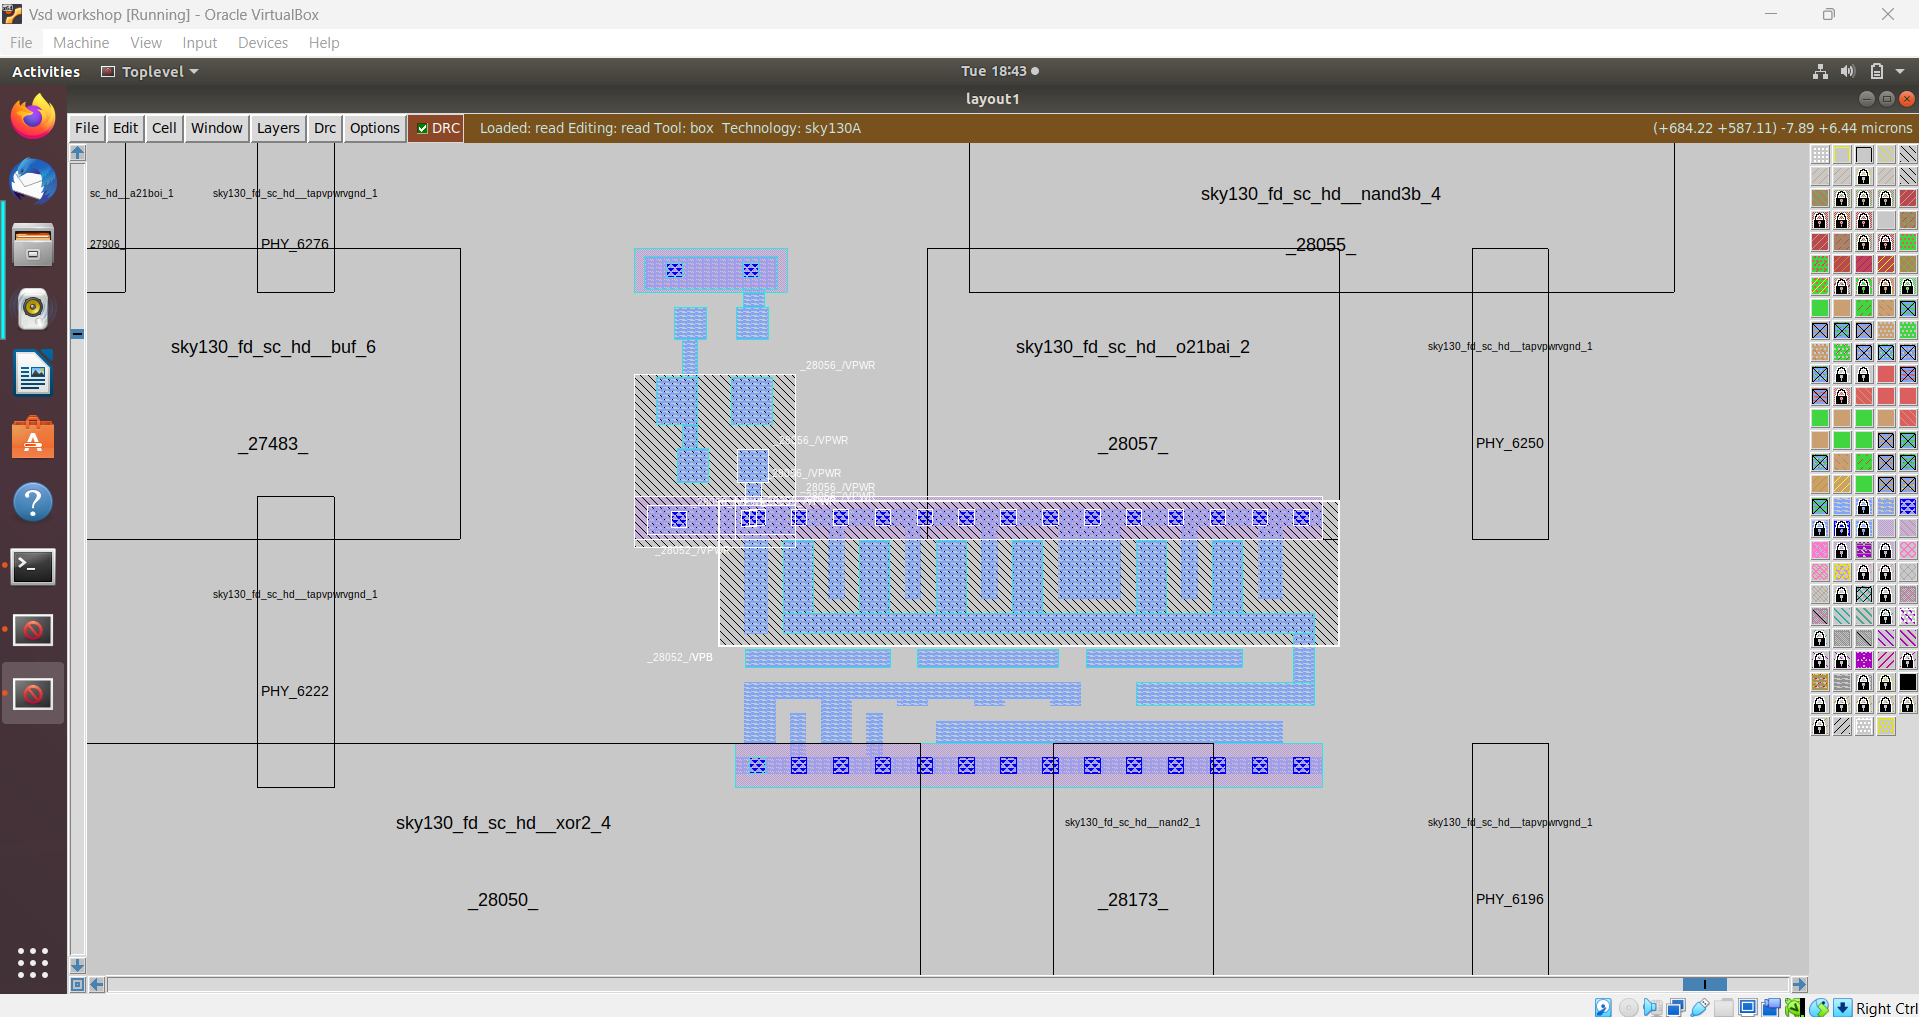 Vsd workshop [Running] - Oracle VirtualBox
File Machine View Input Devices Help
Activities Toplevel Tue 18:43
layout1
File Edit Cell Window Layers Drc Options DRC Loaded: read Editing: read Tool: box Technology: sky130A (+684.22 +587.11) -7.89 +6.44 microns
sc_hd__a21boi_1 sky130_fd_sc_hd__tapvpwrvgnd_1 sky130_fd_sc_hd__nand3b_4
27906_ PHY_6276 _28055_
sky130_fd_sc_hd__buf_6 sky130_fd_sc_hd__o21bai_2 sky130_fd_sc_hd__tapvpwrvgnd_1
_28056_/VPWR
_27483_ _28056_/VPWR _28057_ PHY_6250
_28056_/VPWR
_28056_/VPWR
_28052_/VPWR
sky130_fd_sc_hd__tapvpwrvgnd_1
_28052_/VPB
PHY_6222
sky130_fd_sc_hd__xor2_4 sky130_fd_sc_hd__nand2_1 sky130_fd_sc_hd__tapvpwrvgnd_1
_28050_ _28173_ PHY_6196
Right Ctrl